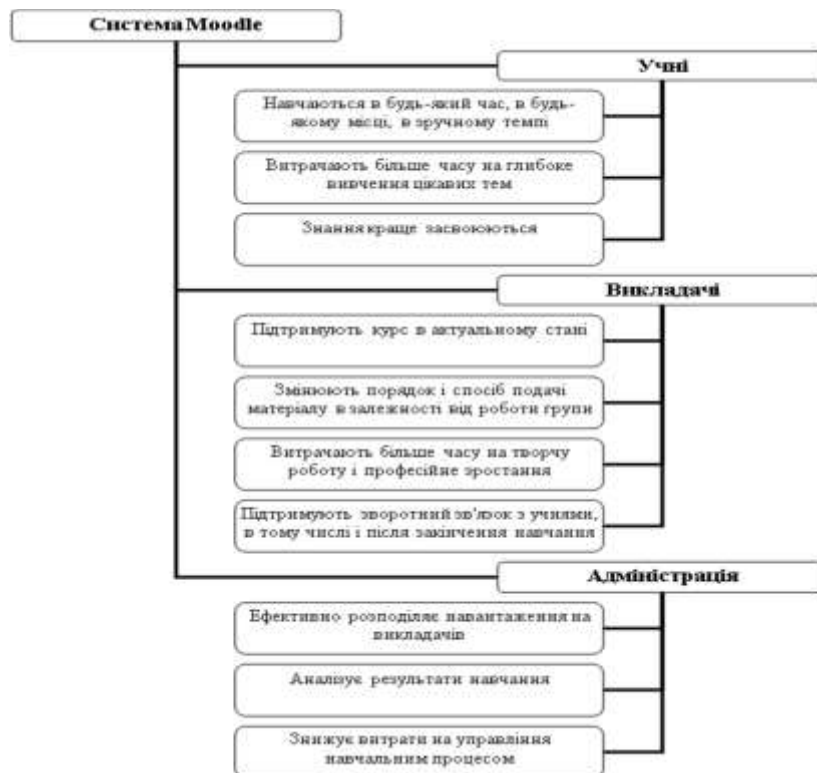 Система Moodle
Учні
Навчаються в будь-який час, в будь-
якому місці, в зручному темпі
Витрачають більше часу на глибоке
вивчення цікавих тем
Знання краще засвоюються
Викладачі
Підтримують курс в актуальному стані
Змінюють порядок і спосіб подачі
матеріалу в залежності від роботи групи
Витрачають більше часу на творчу
роботу і професійне зростання
Підтримують зворотний зв'язок з учнями,
в тому числі і після закінчення навчання
Адміністрація
Ефективно розподіляє навантаження на
викладачів
Аналізує результати навчання
Знижує витрати на управління
навчальним процесом